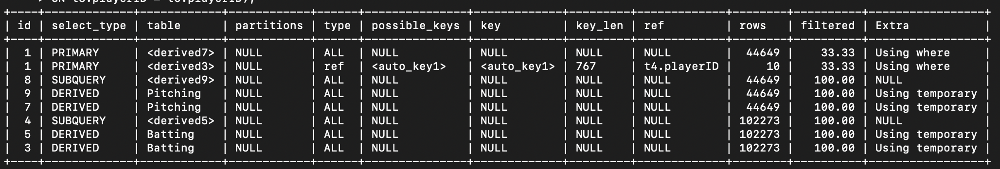 +----+-------------+------------+------------+------+---------------+-------------+---------+-------------+--------+----------+-----------------+
| id | select_type | table      | partitions | type | possible_keys | key         | key_len | ref         | rows   | filtered | Extra           |
+----+-------------+------------+------------+------+---------------+-------------+---------+-------------+--------+----------+-----------------+
|  1 | PRIMARY     | <derived7> | NULL       | ALL  | NULL          | NULL        | NULL    | NULL        |  44649 |    33.33 | Using where     |
|  1 | PRIMARY     | <derived3> | NULL       | ref  | <auto_key1>   | <auto_key1> | 767     | t4.playerID |     10 |    33.33 | Using where     |
|  8 | SUBQUERY    | <derived9> | NULL       | ALL  | NULL          | NULL        | NULL    | NULL        |  44649 |   100.00 | NULL            |
|  9 | DERIVED     | Pitching   | NULL       | ALL  | NULL          | NULL        | NULL    | NULL        |  44649 |   100.00 | Using temporary |
|  7 | DERIVED     | Pitching   | NULL       | ALL  | NULL          | NULL        | NULL    | NULL        |  44649 |   100.00 | Using temporary |
|  4 | SUBQUERY    | <derived5> | NULL       | ALL  | NULL          | NULL        | NULL    | NULL        | 102273 |   100.00 | NULL            |
|  5 | DERIVED     | Batting    | NULL       | ALL  | NULL          | NULL        | NULL    | NULL        | 102273 |   100.00 | Using temporary |
|  3 | DERIVED     | Batting    | NULL       | ALL  | NULL          | NULL        | NULL    | NULL        | 102273 |   100.00 | Using temporary |
+----+-------------+------------+------------+------+---------------+-------------+---------+-------------+--------+----------+-----------------+